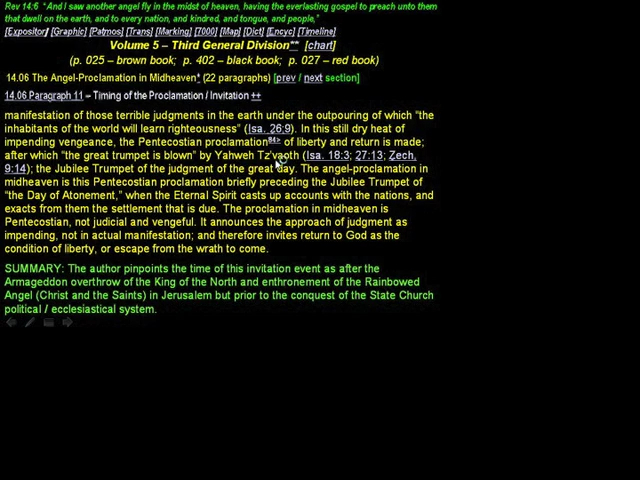 Rev 14:6 "And I saw another angel fly in the midst of heaven, having the everlasting gospel to preach unto them
that dwell on the earth, and to every nation, and kindred, and tongue, and people,"
[Expositor] [Graphic] [Patmos] [Trans] [Marking] [7000] [Map] [Dict] [Encyc] [Timeline]
Volume 5 – Third General Division** [chart]
(p. 025 – brown book; p. 402 – black book; p. 027 – red book)
14.06 The Angel-Proclamation in Midheaven* (22 paragraphs) [prev / next section]
14.06 Paragraph 11 – Timing of the Proclamation / Invitation ++
manifestation of those terrible judgments in the earth under the outpouring of which "the
inhabitants of the world will learn righteousness" (Isa. 26:9). In this still dry heat of
impending vengeance, the Pentecostian proclamation of liberty and return is made;
after which "the great trumpet is blown" by Yahweh Tz'vaoth (Isa. 18:3; 27:13; Zech.
9:14); the Jubilee Trumpet of the judgment of the great day. The angel-proclamation in
midheaven is this Pentecostian proclamation briefly preceding the Jubilee Trumpet of
"the Day of Atonement," when the Eternal Spirit casts up accounts with the nations, and
exacts from them the settlement that is due. The proclamation in midheaven is
Pentecostian, not judicial and vengeful. It announces the approach of judgment as
impending, not in actual manifestation; and therefore invites return to God as the
condition of liberty, or escape from the wrath to come.
SUMMARY: The author pinpoints the time of this invitation event as after the
Armageddon overthrow of the King of the North and enthronement of the Rainbowed
Angel (Christ and the Saints) in Jerusalem but prior to the conquest of the State Church
political / ecclesiastical system.